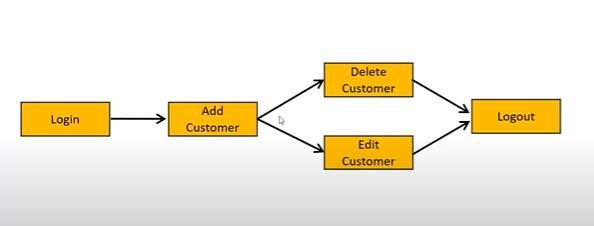 Login
Add
Customer
Delete
Customer
Edit
Customer
Logout